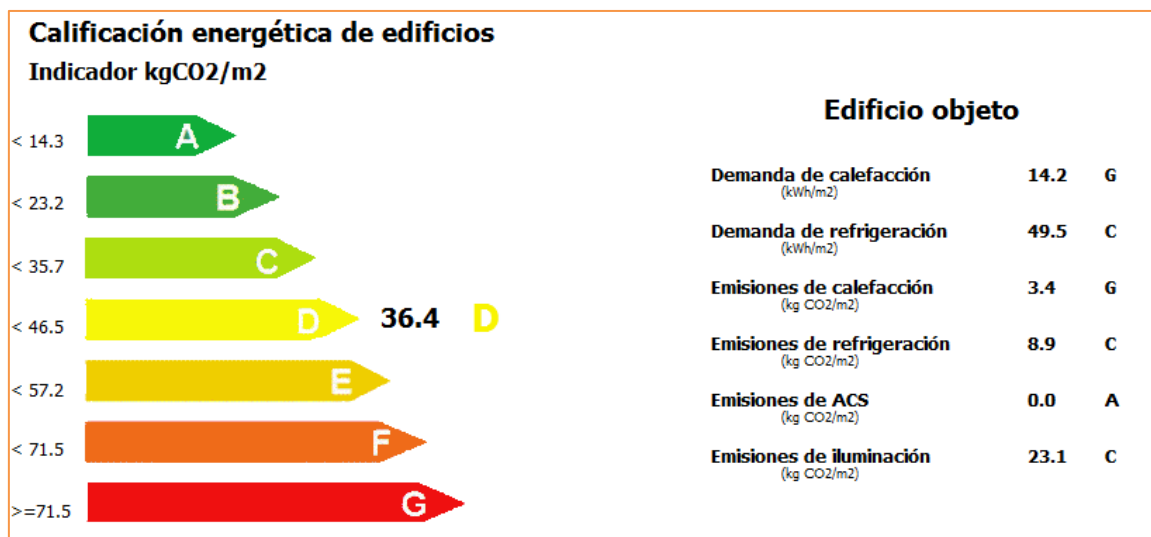 Calificación energética de edificios
Indicador kgCO2/m2
< 14.3 A
< 23.2 B
< 35.7 C
< 46.5 D 36.4 D
< 57.2 E
< 71.5 F
>=71.5 G
Edificio objeto
Demanda de calefacción 14.2 G
(kWh/m2)
Demanda de refrigeración 49.5 C
(kWh/m2)
Emisiones de calefacción 3.4 G
(kg CO2/m2)
Emisiones de refrigeración 8.9 C
(kg CO2/m2)
Emisiones de ACS 0.0 A
(kg CO2/m2)
Emisiones de iluminación 23.1 C
(kg CO2/m2)